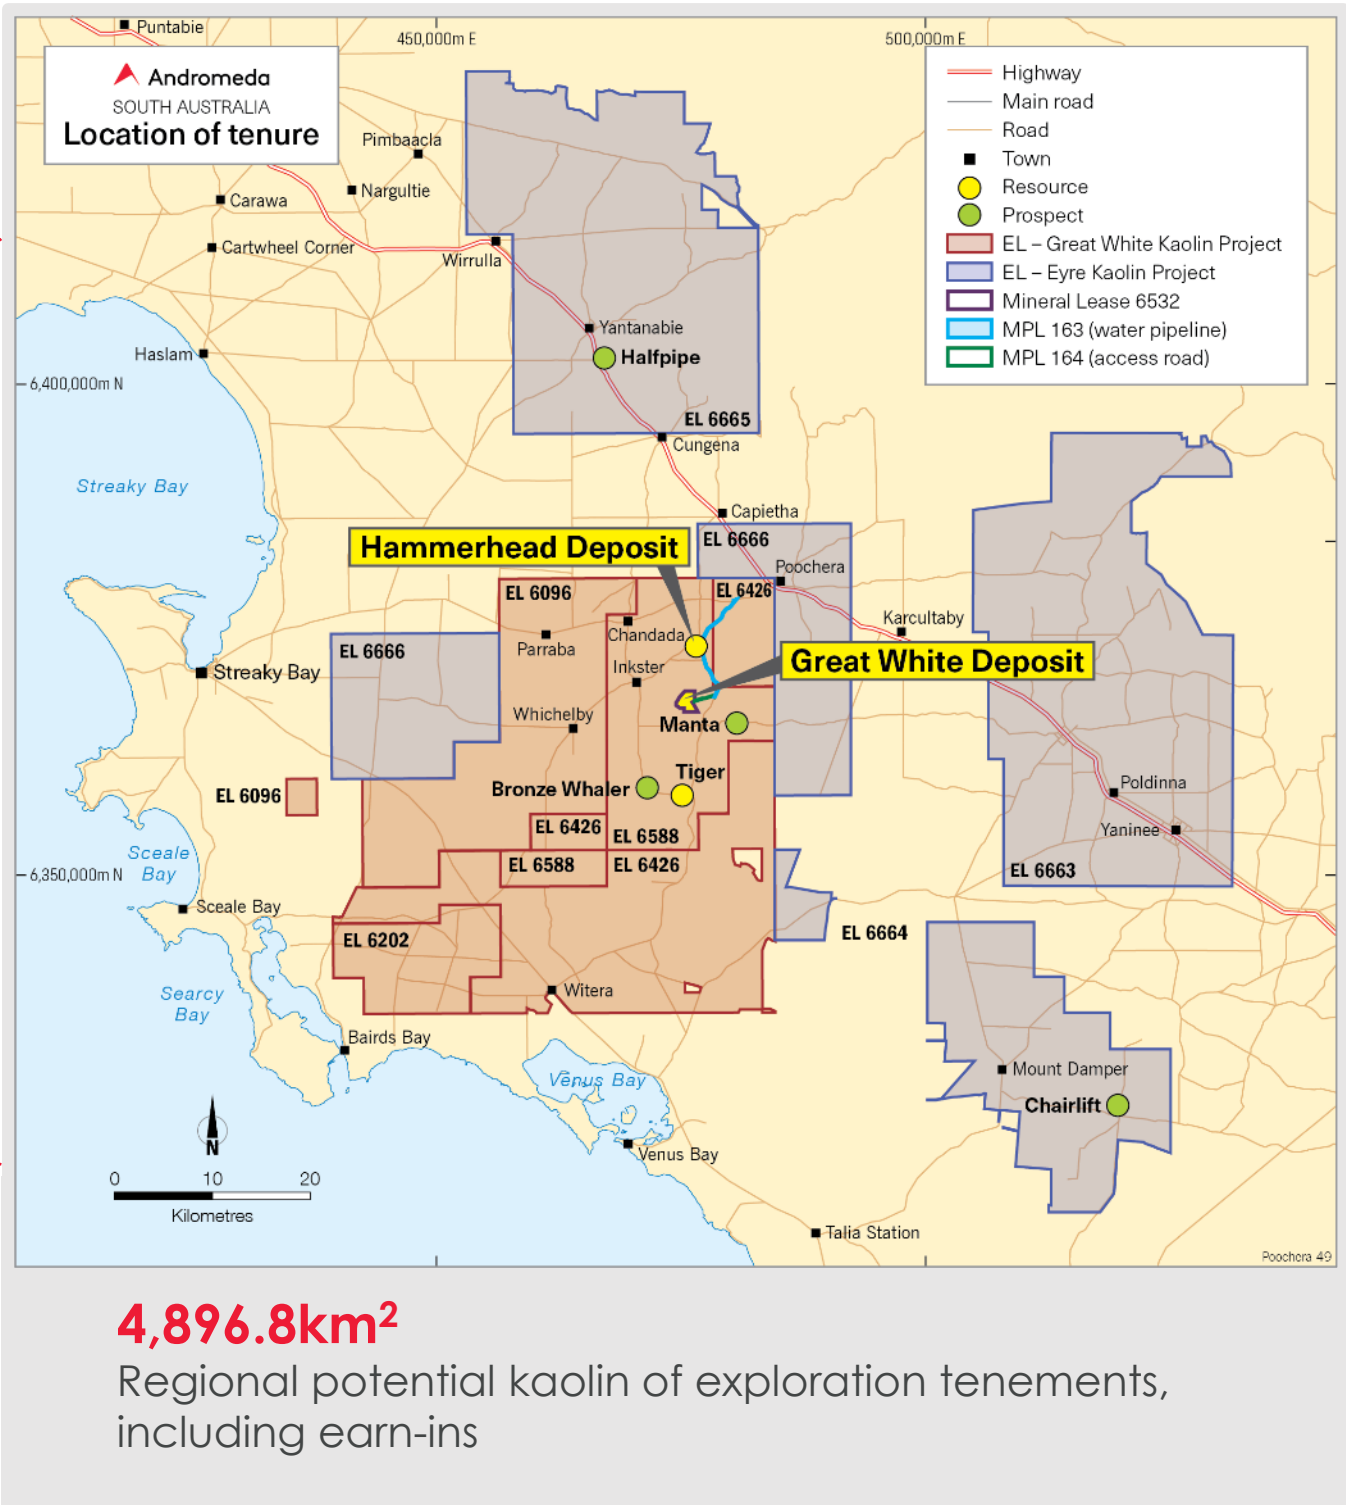 Puntabie
450,000m E
500,000m E
Andromeda
SOUTH AUSTRALIA
Location of tenure
Highway
Main road
Road
Town
Resource
Prospect
EL – Great White Kaolin Project
EL – Eyre Kaolin Project
Mineral Lease 6532
MPL 163 (water pipeline)
MPL 164 (access road)
Pimbaacla
Nargultie
Carawa
Cartwheel Corner
Wirrulla
Yantanabie
Haslam
Halfpipe
6,400,000m N
EL 6665
Cungena
Streaky Bay
Capietha
Hammerhead Deposit
EL 6666
Poochera
EL 6096
EL 6426
Karcultaby
Chandada
Parraba
EL 6666
Great White Deposit
Inkster
Streaky Bay
Whichelby
Manta
Tiger
Poldinna
Bronze Whaler
EL 6096
EL 6426
EL 6588
Yaninee
Sceale
Bay
EL 6588
EL 6426
EL 6663
6,350,000m N
Sceale Bay
EL 6202
EL 6664
Searcy
Bay
Witera
Bairds Bay
Mount Damper
Venus Bay
Chairlift
N
Venus Bay
0 10 20
Kilometres
Talia Station
Poochera 49
4,896.8km²
Regional potential kaolin of exploration tenements,
including earn-ins